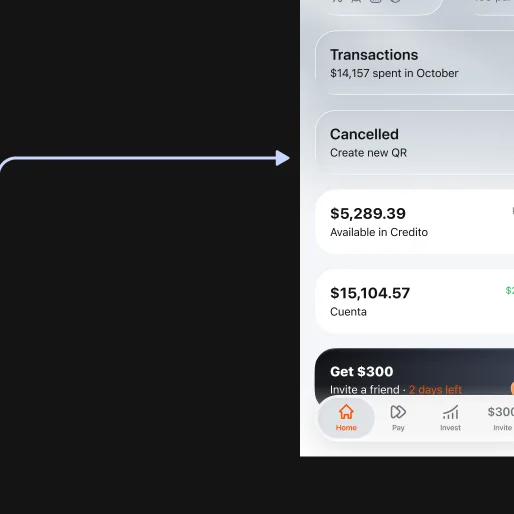 Transactions
$14,157 spent in October
Cancelled
Create new QR
$5,289.39
Available in Credito
$15,104.57
Cuenta
Get $300
Invite a friend · 2 days left
Home
Pay
Invest
$300
Invite